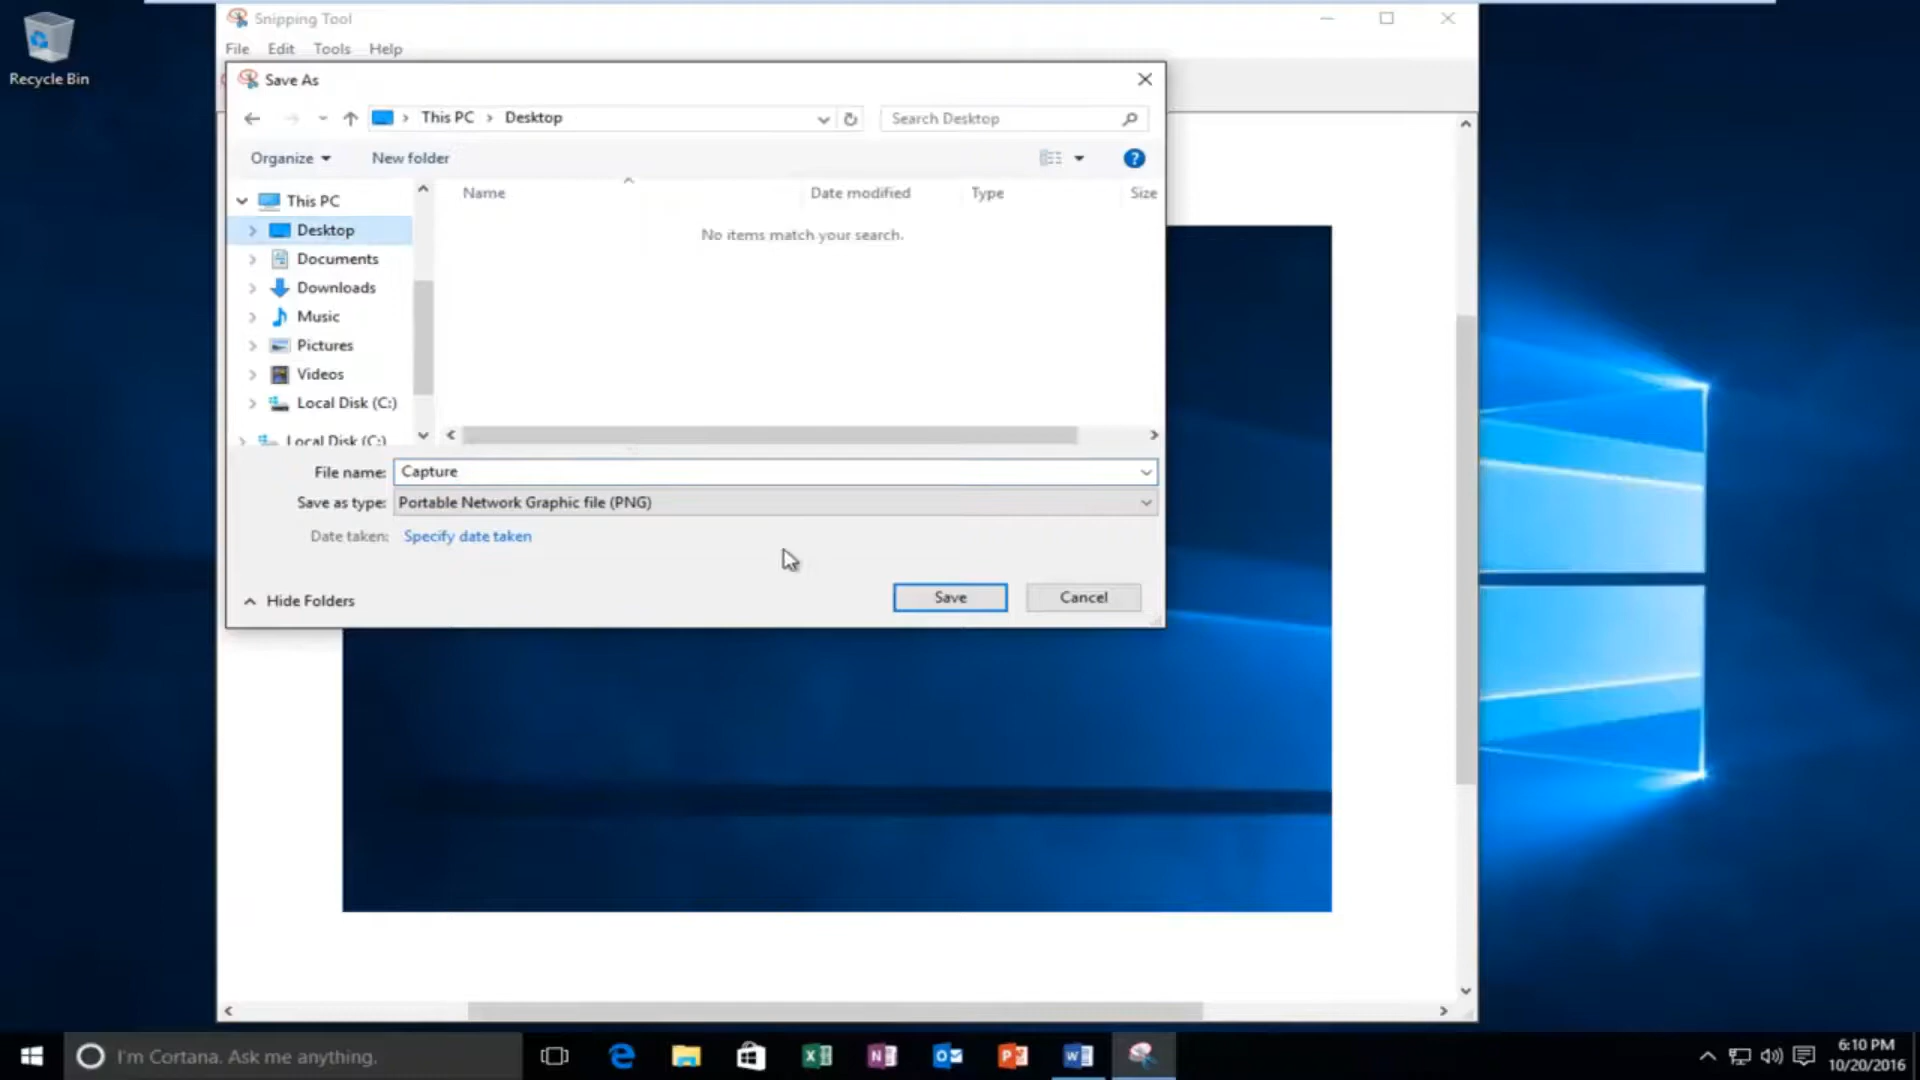 Recycle Bin
Snipping Tool
File Edit Tools Help
Save As
This PC Desktop
Search Desktop
Organize New folder
?
Name Date modified Type Size
No items match your search.
This PC
Desktop
Documents
Downloads
Music
Pictures
Videos
Local Disk (C:)
Local Disk (C:)
File name: Capture
Save as type: Portable Network Graphic file (PNG)
Date taken: Specify date taken
Hide Folders
Save Cancel
I'm Cortana. Ask me anything.
6:10 PM
10/20/2016